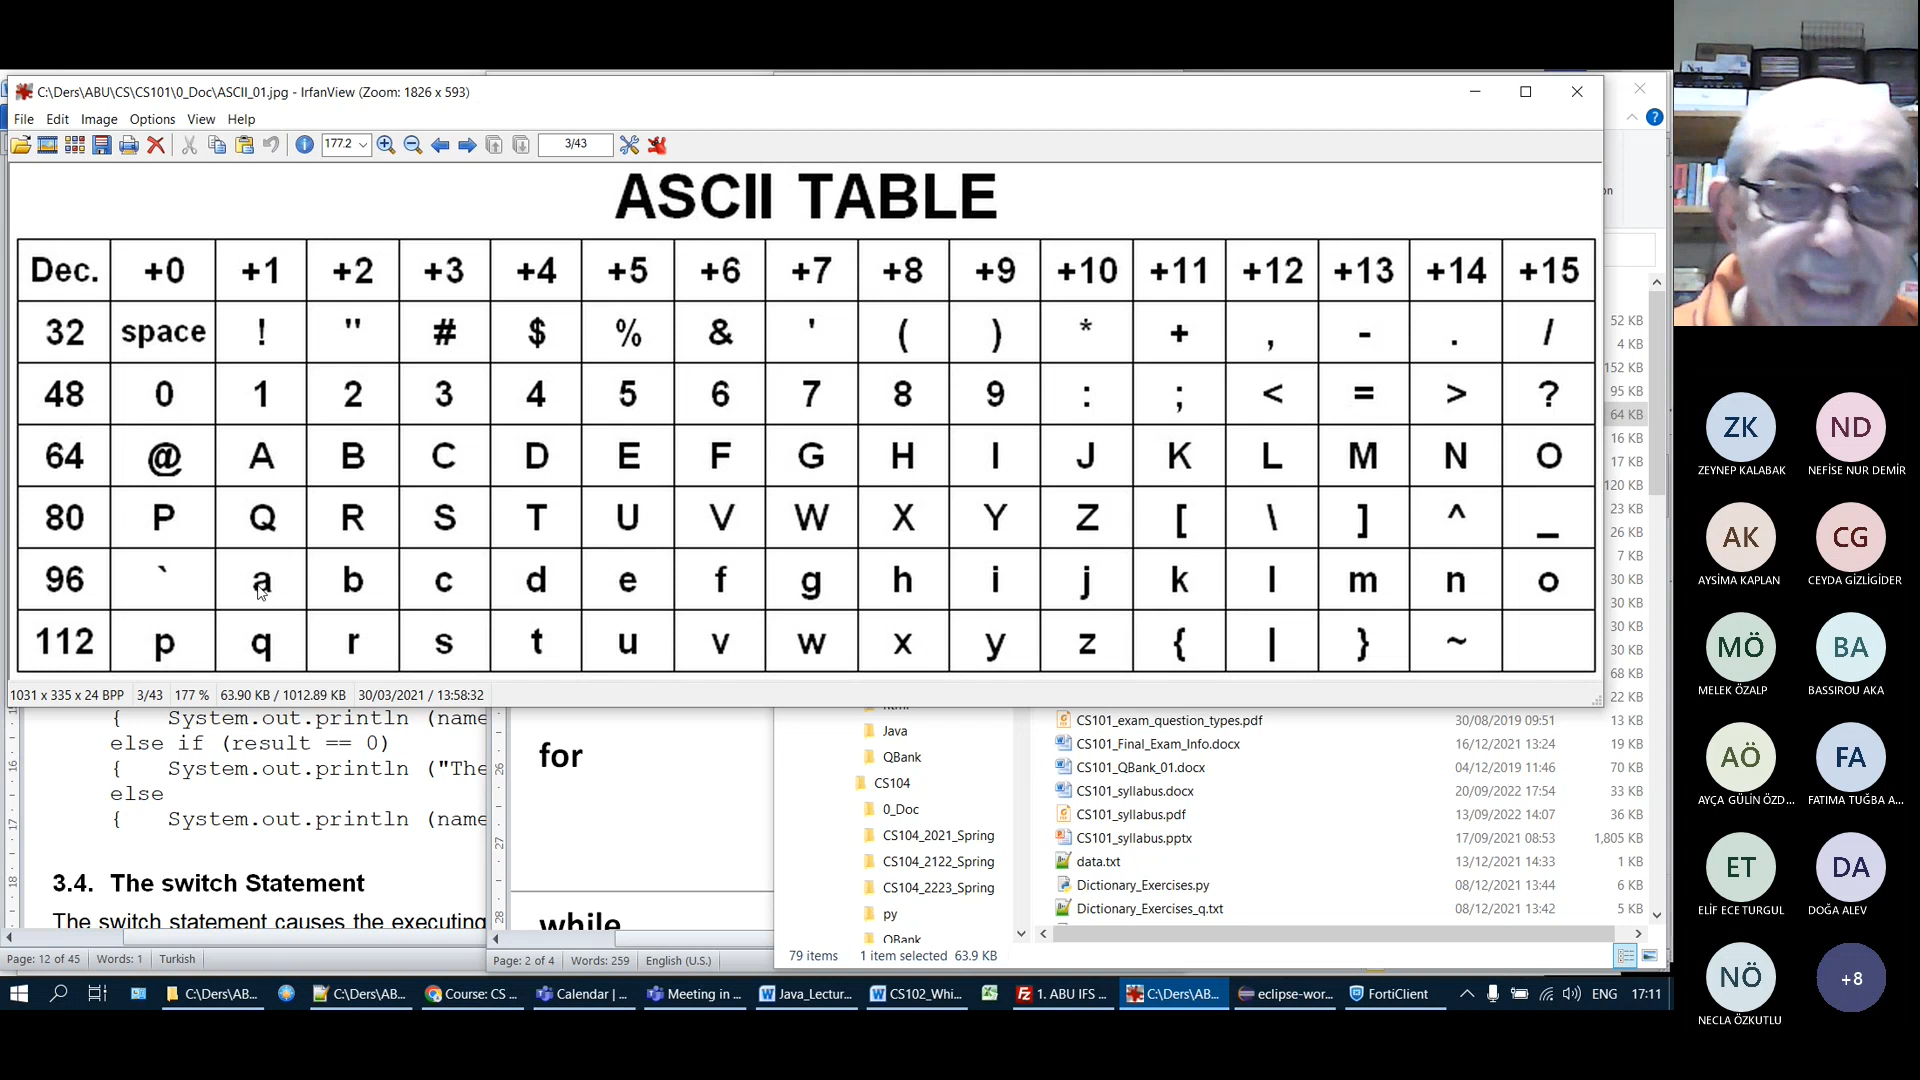 C:\Ders\ABU\CS\CS101\0_Doc\ASCII_01.jpg - IrfanView (Zoom: 1826 x 593)
File Edit Image Options View Help
177.2 3/43
ASCII TABLE
Dec. +0 +1 +2 +3 +4 +5 +6 +7 +8 +9 +10 +11 +12 +13 +14 +15
32 space ! " # $ % & ' ( ) * + , - . /
48 0 1 2 3 4 5 6 7 8 9 : ; < = > ?
64 @ A B C D E F G H I J K L M N O
80 P Q R S T U V W X Y Z [ \ ] ^ _
96 ` a b c d e f g h i j k l m n o
112 p q r s t u v w x y z { | } ~
1031 x 335 x 24 BPP 3/43 177 % 63.90 KB / 1012.89 KB 30/03/2021 / 13:58:32
52 KB
4 KB
152 KB
95 KB
64 KB
16 KB
17 KB
120 KB
23 KB
26 KB
7 KB
30 KB
30 KB
30 KB
30 KB
68 KB
22 KB
{ System.out.println (name
else if (result == 0)
{ System.out.println ("The
else
{ System.out.println (name
3.4. The switch Statement
The switch statement causes the executing
Page: 12 of 45 Words: 1 Turkish
for
while
Page: 2 of 4 Words: 259 English (U.S.)
html
Java
QBank
CS104
0_Doc
CS104_2021_Spring
CS104_2122_Spring
CS104_2223_Spring
py
QBank
CS101_exam_question_types.pdf 30/08/2019 09:51 13 KB
CS101_Final_Exam_Info.docx 16/12/2021 13:24 19 KB
CS101_QBank_01.docx 04/12/2019 11:46 70 KB
CS101_syllabus.docx 20/09/2022 17:54 33 KB
CS101_syllabus.pdf 13/09/2022 14:07 36 KB
CS101_syllabus.pptx 17/09/2021 08:53 1,805 KB
data.txt 13/12/2021 14:33 1 KB
Dictionary_Exercises.py 08/12/2021 13:44 6 KB
Dictionary_Exercises_q.txt 08/12/2021 13:42 5 KB
79 items 1 item selected 63.9 KB
C:\Ders\AB... C:\Ders\AB... Course: CS ... Calendar | ... Meeting in ... Java_Lectur... CS102_Whi... 1. ABU IFS ... C:\Ders\AB... eclipse-wor... FortiClient ENG 17:11
ZK ND
ZEYNEP KALABAK NEFİSE NUR DEMİR
AK CG
AYSİMA KAPLAN CEYDA GİZLİGİDER
MÖ BA
MELEK ÖZALP BASSIROU AKA
AÖ FA
AYÇA GÜLİN ÖZD... FATIMA TUĞBA A...
ET DA
ELİF ECE TURGUL DOĞA ALEV
NÖ +8
NECLA ÖZKUTLU